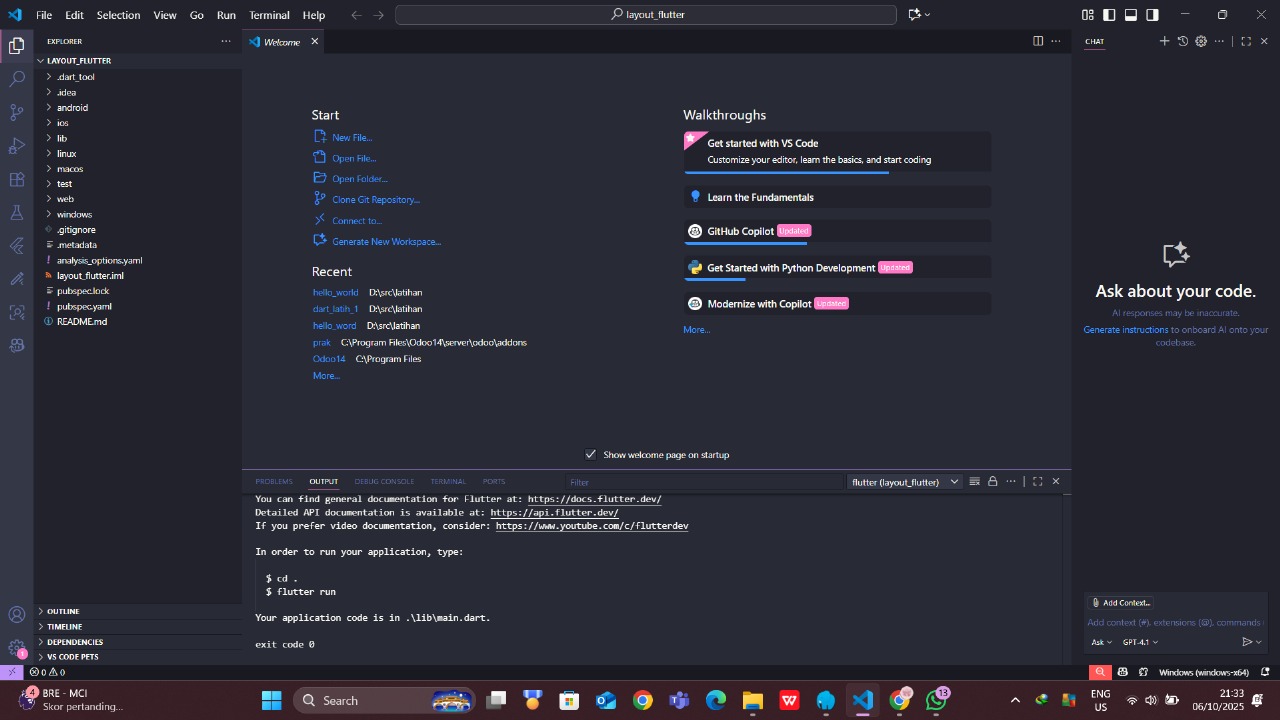 File Edit Selection View Go Run Terminal Help
layout_flutter
EXPLORER
LAYOUT_FLUTTER
.dart_tool
.idea
android
ios
lib
linux
macos
test
web
windows
.gitignore
.metadata
analysis_options.yaml
layout_flutter.iml
pubspec.lock
pubspec.yaml
README.md
OUTLINE
TIMELINE
DEPENDENCIES
VS CODE PETS
Welcome
Start
New File...
Open File...
Open Folder...
Clone Git Repository...
Connect to...
Generate New Workspace...
Recent
hello_world D:\src\latihan
dart_latih_1 D:\src\latihan
hello_word D:\src\latihan
prak C:\Program Files\Odoo14\server\odoo\addons
Odoo14 C:\Program Files
More...
Walkthroughs
Get started with VS Code
Customize your editor, learn the basics, and start coding
Learn the Fundamentals
GitHub Copilot Updated
Get Started with Python Development Updated
Modernize with Copilot Updated
More...
Show welcome page on startup
PROBLEMS OUTPUT DEBUG CONSOLE TERMINAL PORTS
Filter
flutter (layout_flutter)
You can find general documentation for Flutter at: https://docs.flutter.dev/
Detailed API documentation is available at: https://api.flutter.dev/
If you prefer video documentation, consider: https://www.youtube.com/c/flutterdev
In order to run your application, type:
$ cd .
$ flutter run
Your application code is in .\lib\main.dart.
exit code 0
CHAT
Ask about your code.
AI responses may be inaccurate.
Generate instructions to onboard AI onto your
codebase.
Add Context...
Add context (#), extensions (@), commands
Ask GPT-4.1
1
0 0
Windows (windows-x64)
4
BRE - MCI
Skor pertanding...
Search
13
ENG
US
21:33
06/10/2025